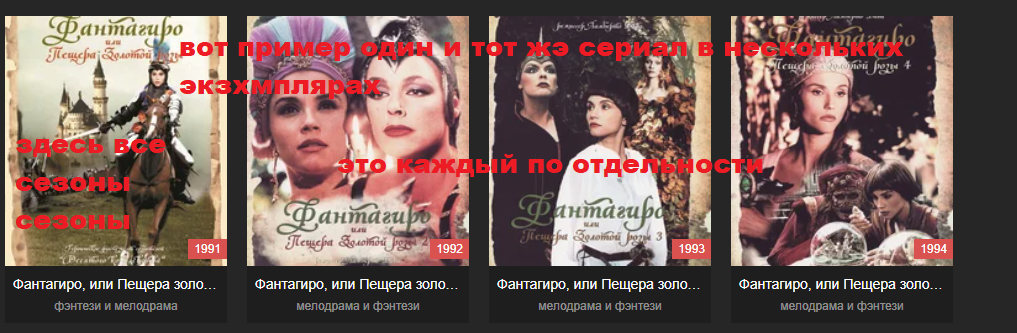 Фантагиро
или
Пещера Золотой розы
вот пример один и тот жэ сериал в нескольких
экзхмплярах
здесь все
сезоны
сезоны
это каждый по отдельности
Фантагиро
или
Пещера Золотой розы 2
Фантагиро
или
Пещера Золотой розы 3
Фантагиро
Пещера Золотой розы 4
1991
1992
1993
1994
Фантагиро, или Пещера золо...
Фантагиро, или Пещера золо...
Фантагиро, или Пещера золо...
Фантагиро, или Пещера золо...
фэнтези и мелодрама
мелодрама и фэнтези
мелодрама и фэнтези
мелодрама и фэнтези